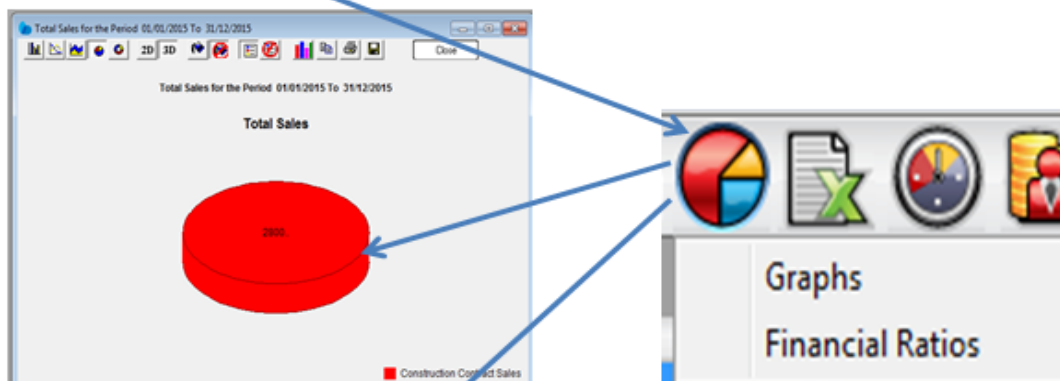 Total Sales for the Period 01/01/2015 To 31/12/2015
2D 3D Close
Total Sales for the Period 01/01/2015 To 31/12/2015
Total Sales
2800.
Construction Contract Sales
Graphs
Financial Ratios